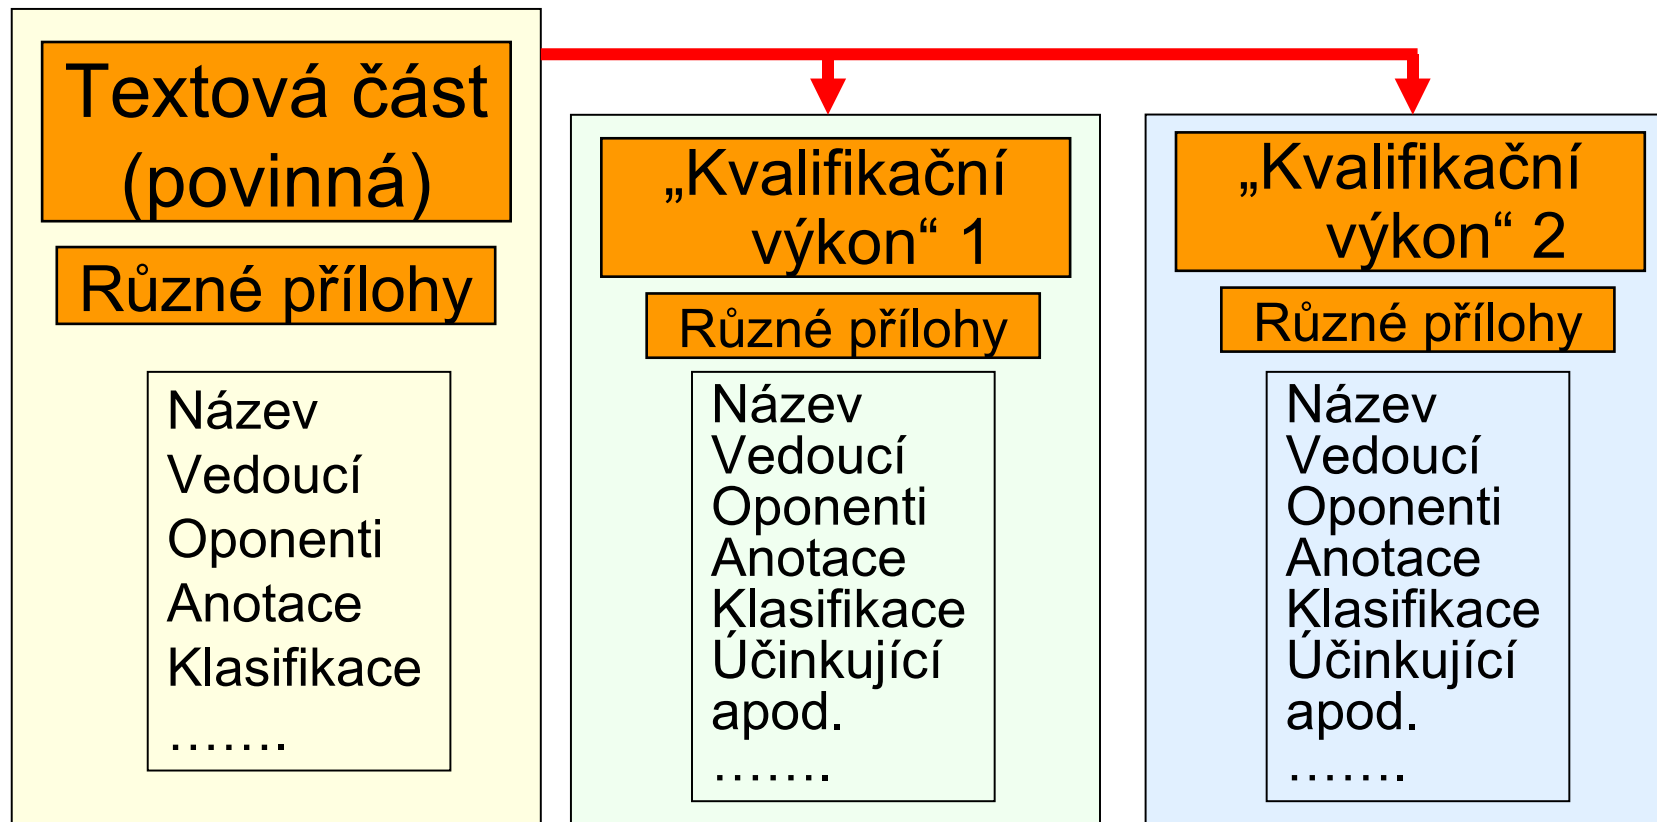 Textová část
(povinná)
Různé přílohy
Název
Vedoucí
Oponenti
Anotace
Klasifikace
…….
„Kvalifikační
výkon“ 1
Různé přílohy
Název
Vedoucí
Oponenti
Anotace
Klasifikace
Účinkující
apod.
…….
„Kvalifikační
výkon“ 2
Různé přílohy
Název
Vedoucí
Oponenti
Anotace
Klasifikace
Účinkující
apod.
…….